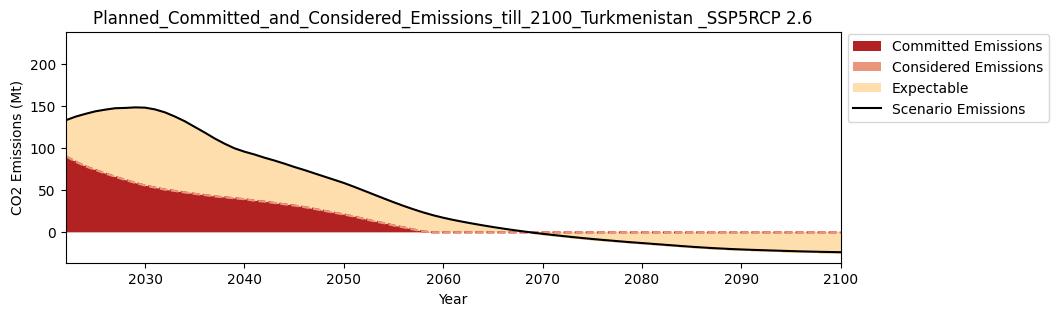 Planned_Committed_and_Considered_Emissions_till_2100_Turkmenistan _SSP5RCP 2.6
CO2 Emissions (Mt)
200
150
100
50
0
2030 2040 2050 2060 2070 2080 2090 2100
Year
Committed Emissions
Considered Emissions
Expectable
Scenario Emissions